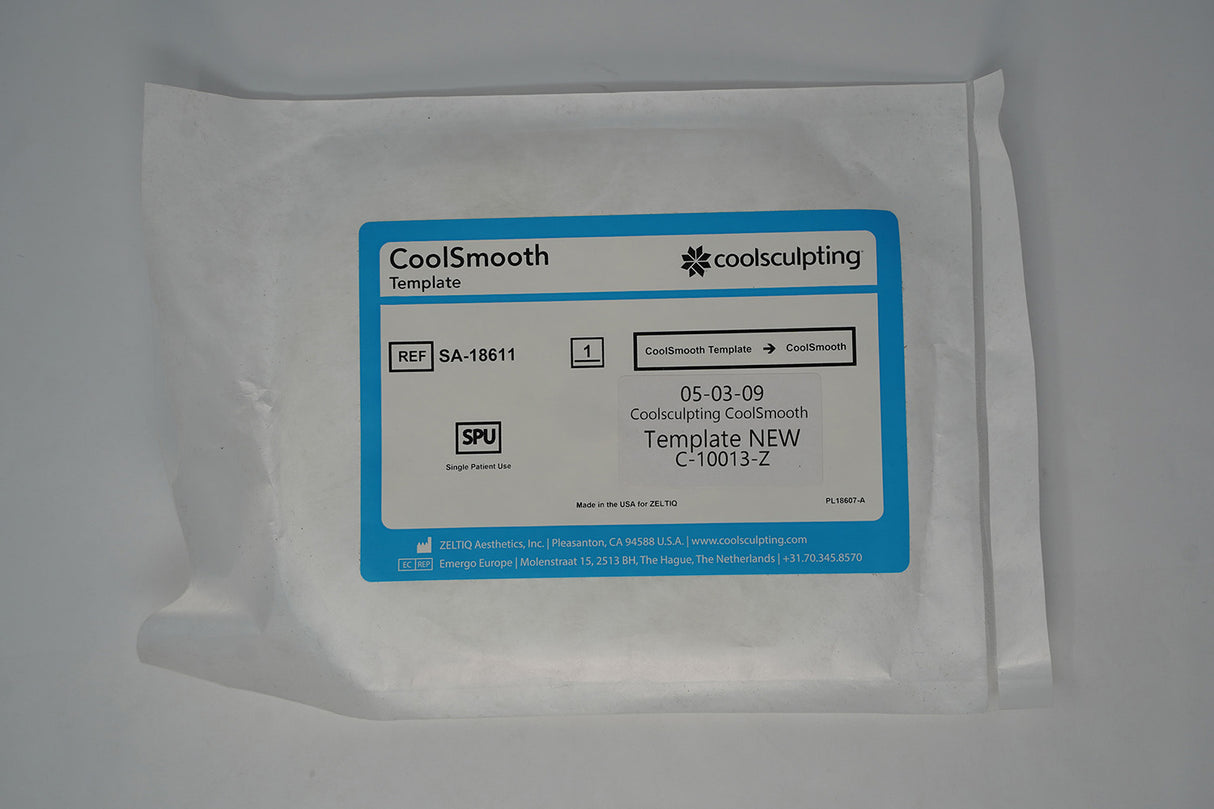 CoolSmooth
Template
coolsculpting
REF SA-18611
1
CoolSmooth Template → CoolSmooth
05-03-09
Coolsculpting CoolSmooth
Template NEW
C-10013-Z
SPU
Single Patient Use
Made in the USA for ZELTIQ
PL18607-A
ZELTIQ Aesthetics, Inc. | Pleasanton, CA 94588 U.S.A. | www.coolsculpting.com
EC REP Emergo Europe | Molenstraat 15, 2513 BH, The Hague, The Netherlands | +31.70.345.8570